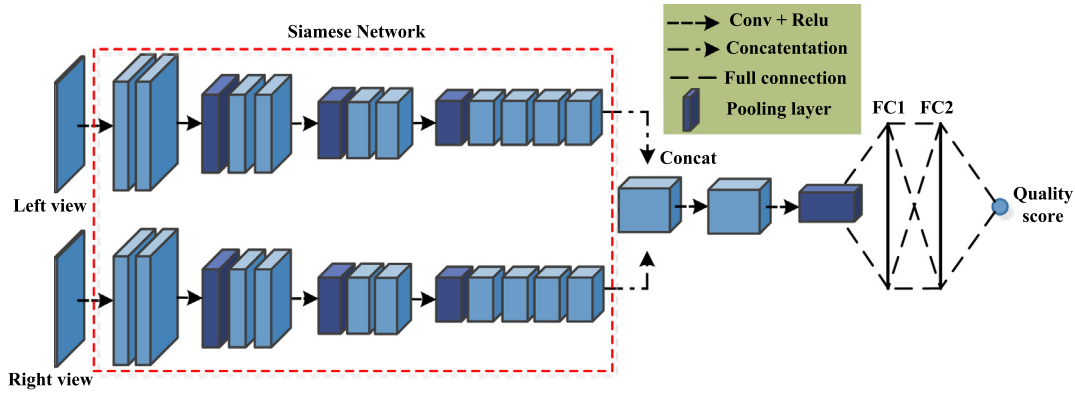 Siamese Network
Conv + Relu
Concatentation
Full connection
Pooling layer
FC1 FC2
Left view
Concat
Quality
score
Right view